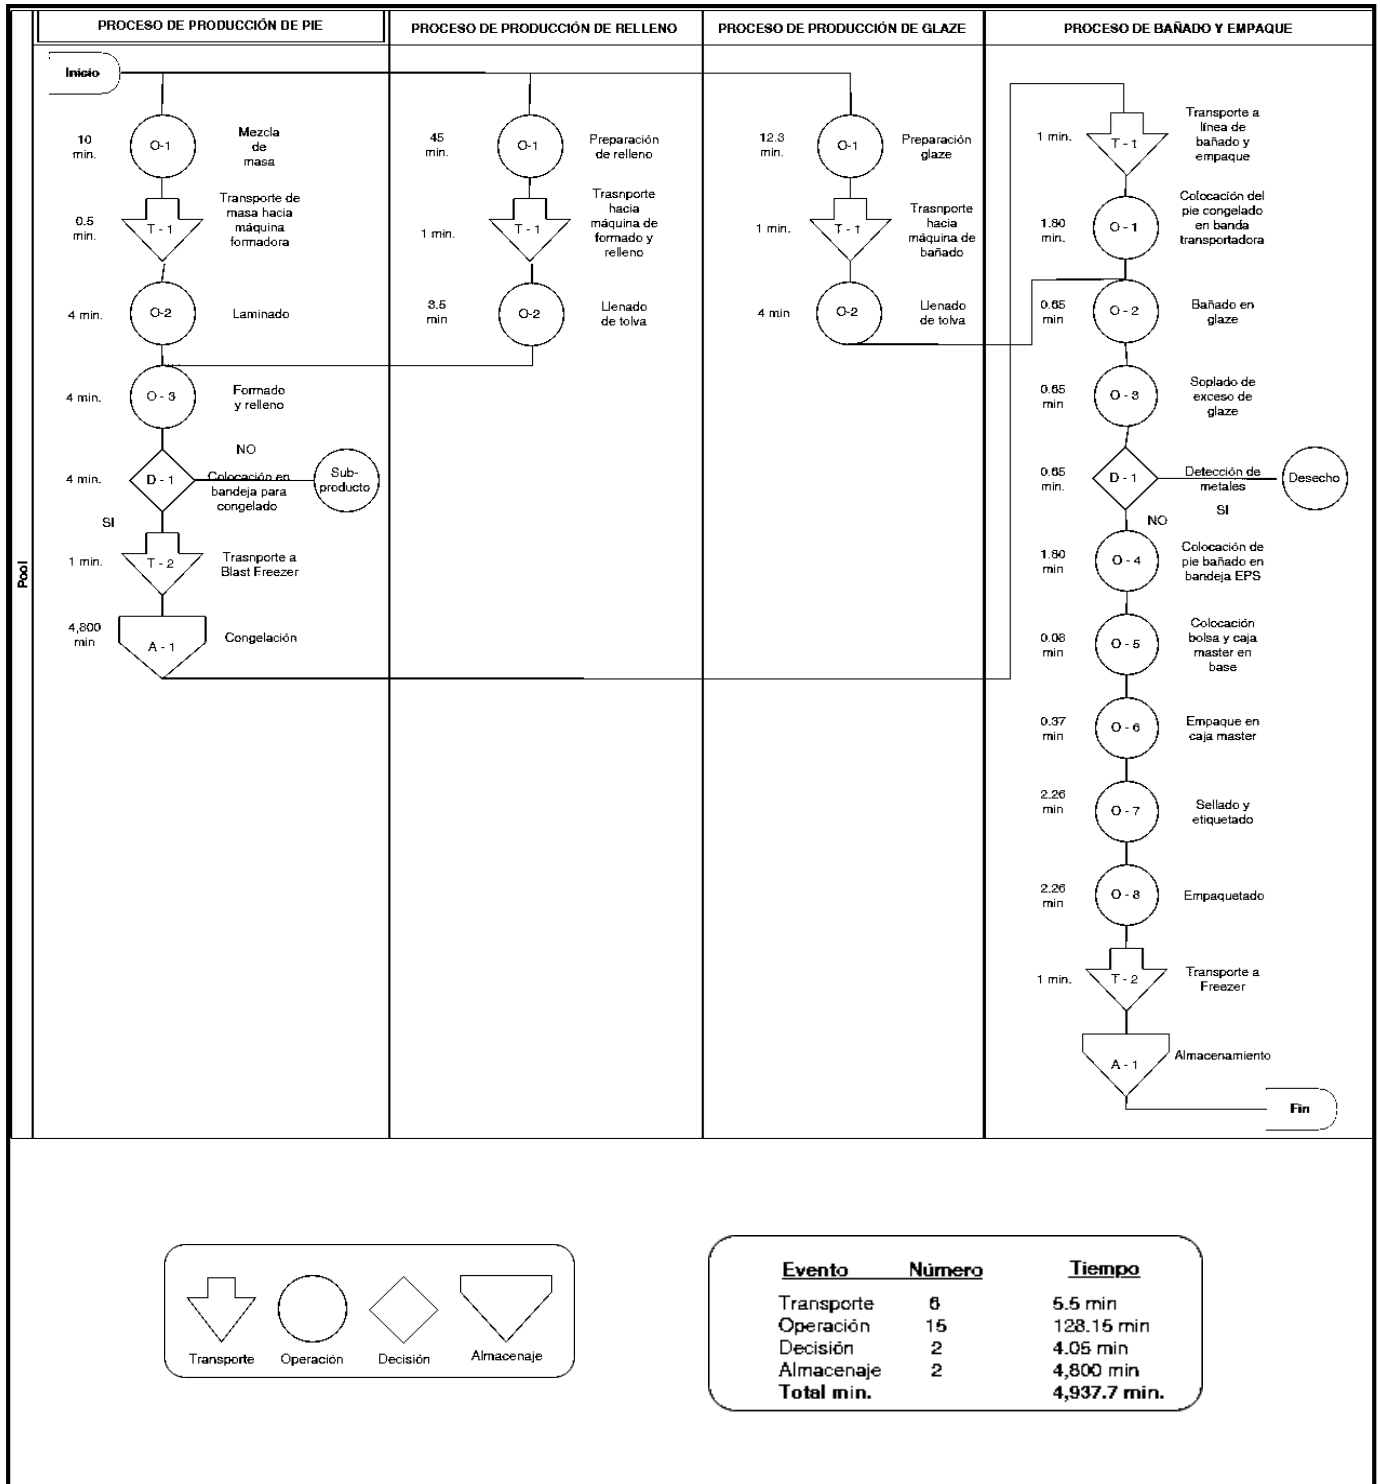 PROCESO DE PRODUCCIÓN DE PIE
PROCESO DE PRODUCCIÓN DE RELLENO
PROCESO DE PRODUCCIÓN DE GLAZE
PROCESO DE BAÑADO Y EMPAQUE
Pool
Inicio
10
min.
O-1
Mezcla
de
masa
0.5
min.
T - 1
Transporte de
masa hacia
máquina
formadora
4 min.
O-2
Laminado
4 min.
O - 3
Formado
y relleno
4 min.
D - 1
NO
Colocación en
bandeja para
congelado
Sub-
producto
SI
1 min.
T - 2
Trasnporte a
Blast Freezer
4,800
min
A - 1
Congelación
45
min.
O-1
Preparación
de relleno
1 min.
T - 1
Trasnporte
hacia
máquina de
formado y
relleno
3.5
min
O-2
Llenado
de tolva
12.3
min.
O-1
Preparación
glaze
1 min.
T - 1
Trasnporte
hacia
máquina de
bañado
4 min
O-2
Llenado
de tolva
1 min.
T - 1
Transporte a
línea de
bañado y
empaque
1.80
min.
O - 1
Colocación del
pie congelado
en banda
transportadora
0.65
min
O - 2
Bañado en
glaze
0.65
min
O - 3
Soplado de
exceso de
glaze
0.65
min.
D - 1
Detección de
metales
SI
Desecho
NO
1.80
min
O - 4
Colocación de
pie bañado en
bandeja EPS
0.08
min
O - 5
Colocación
bolsa y caja
master en
base
0.37
min
O - 6
Empaque en
caja master
2.26
min
O - 7
Sellado y
etiquetado
2.26
min
O - 8
Empaquetado
1 min.
T - 2
Transporte a
Freezer
A - 1
Almacenamiento
Fin
Transporte
Operación
Decisión
Almacenaje
Evento Número Tiempo
Transporte 6 5.5 min
Operación 15 128.15 min
Decisión 2 4.05 min
Almacenaje 2 4,800 min
Total min. 4,937.7 min.